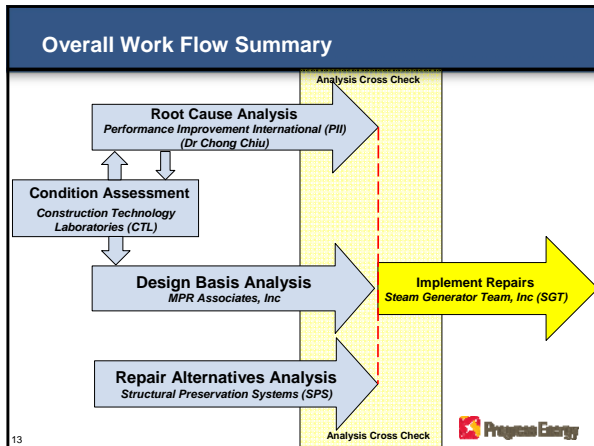 Overall Work Flow Summary
Analysis Cross Check
Root Cause Analysis
Performance Improvement International (PII)
(Dr Chong Chiu)
Condition Assessment
Construction Technology
Laboratories (CTL)
Design Basis Analysis
MPR Associates, Inc
Implement Repairs
Steam Generator Team, Inc (SGT)
Repair Alternatives Analysis
Structural Preservation Systems (SPS)
Analysis Cross Check
Progress Energy
13